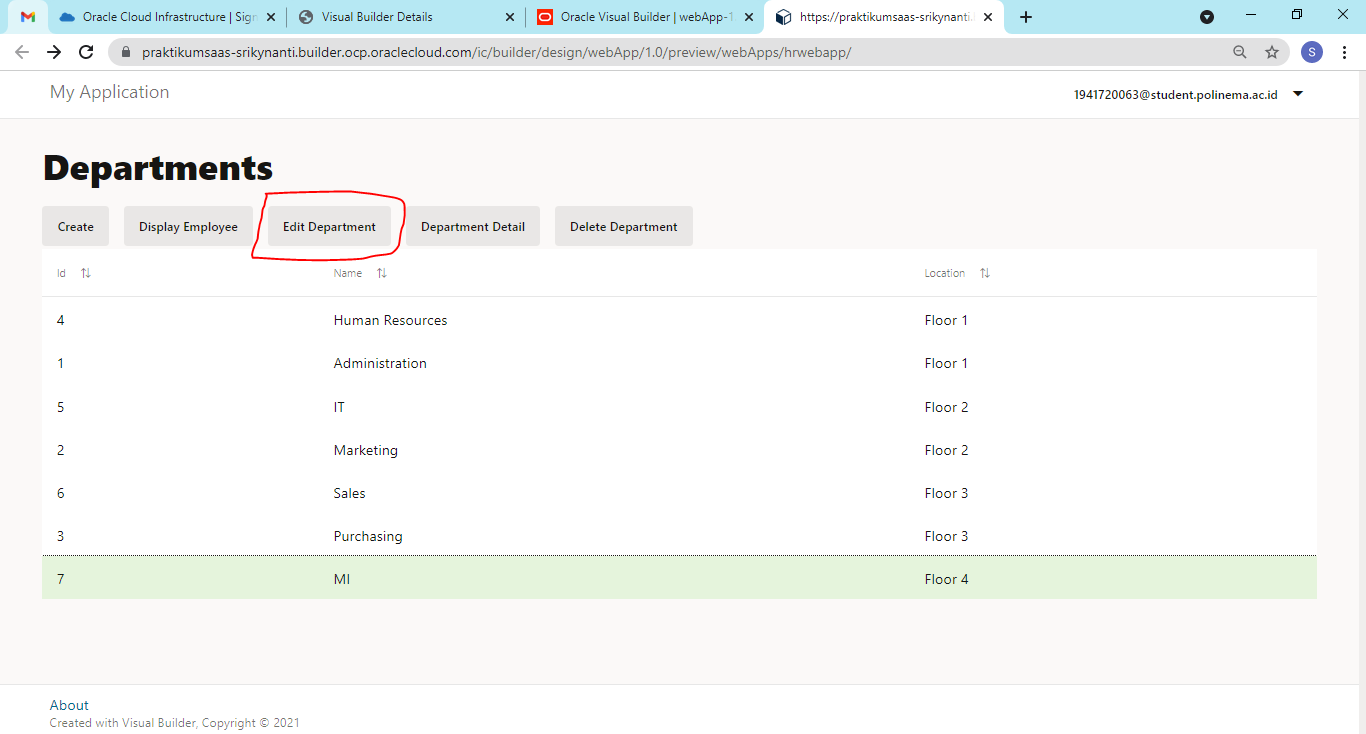 Oracle Cloud Infrastructure | Sign
Visual Builder Details
Oracle Visual Builder | webApp-1
https://praktikumsaas-srikynanti.
praktikumsaas-srikynanti.builder.ocp.oraclecloud.com/ic/builder/design/webApp/1.0/preview/webApps/hrwebapp/
S
My Application
1941720063@student.polinema.ac.id
Departments
Create Display Employee Edit Department Department Detail Delete Department
Id Name Location
4 Human Resources Floor 1
1 Administration Floor 1
5 IT Floor 2
2 Marketing Floor 2
6 Sales Floor 3
3 Purchasing Floor 3
7 MI Floor 4
About
Created with Visual Builder, Copyright © 2021